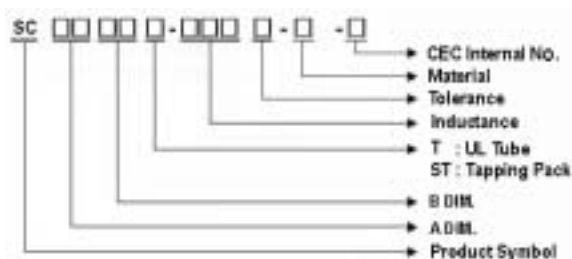 SC □□ □□ □-□□□ □-□ -□
CEC Internal No.
Material
Tolerance
Inductance
T : UL Tube
ST : Tapping Pack
B DIM.
A DIM.
Product Symbol